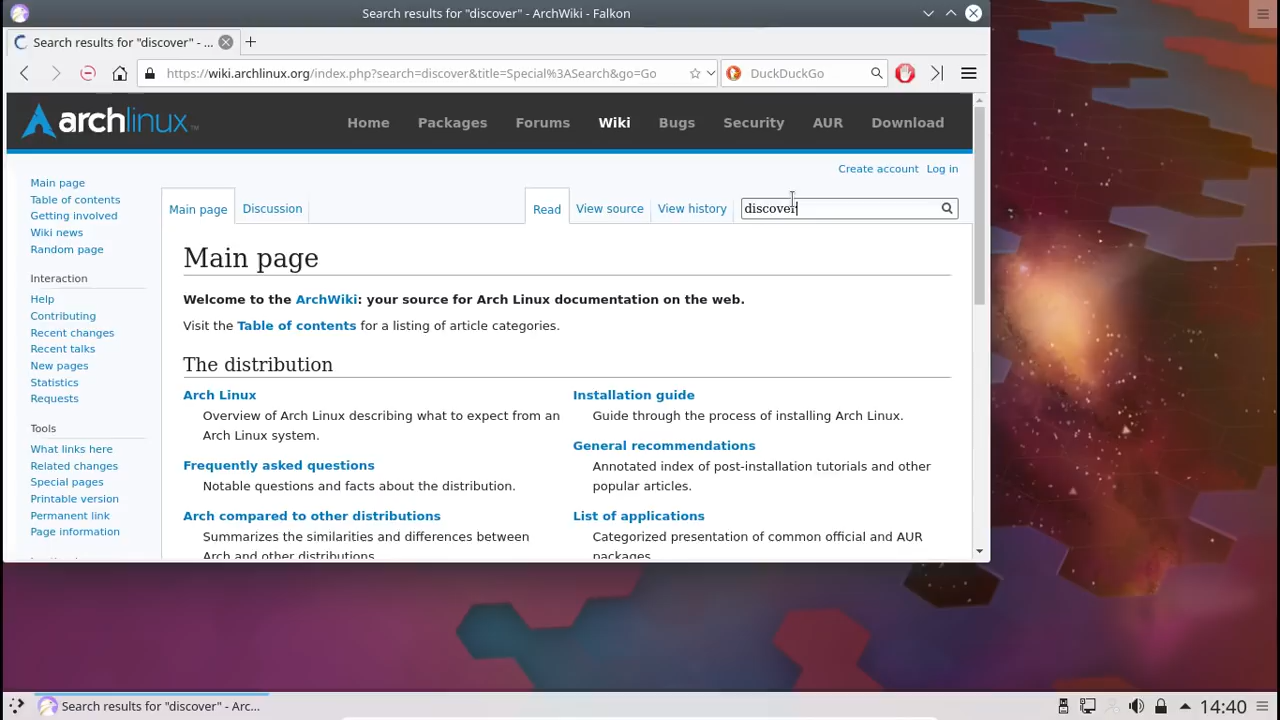 Search results for "discover" - ArchWiki - Falkon
Search results for "discover" - ...
https://wiki.archlinux.org/index.php?search=discover&title=Special%3ASearch&go=Go
DuckDuckGo
archlinux™
Home Packages Forums Wiki Bugs Security AUR Download
Create account Log in
Main page Discussion Read View source View history discover
Main page
Table of contents
Getting involved
Wiki news
Random page
Interaction
Help
Contributing
Recent changes
Recent talks
New pages
Statistics
Requests
Tools
What links here
Related changes
Special pages
Printable version
Permanent link
Page information
Main page
Welcome to the ArchWiki: your source for Arch Linux documentation on the web.
Visit the Table of contents for a listing of article categories.
The distribution
Arch Linux
Overview of Arch Linux describing what to expect from an
Arch Linux system.
Frequently asked questions
Notable questions and facts about the distribution.
Arch compared to other distributions
Summarizes the similarities and differences between
Arch and other distributions.
Installation guide
Guide through the process of installing Arch Linux.
General recommendations
Annotated index of post-installation tutorials and other
popular articles.
List of applications
Categorized presentation of common official and AUR
packages.
Search results for "discover" - Arc...
14:40